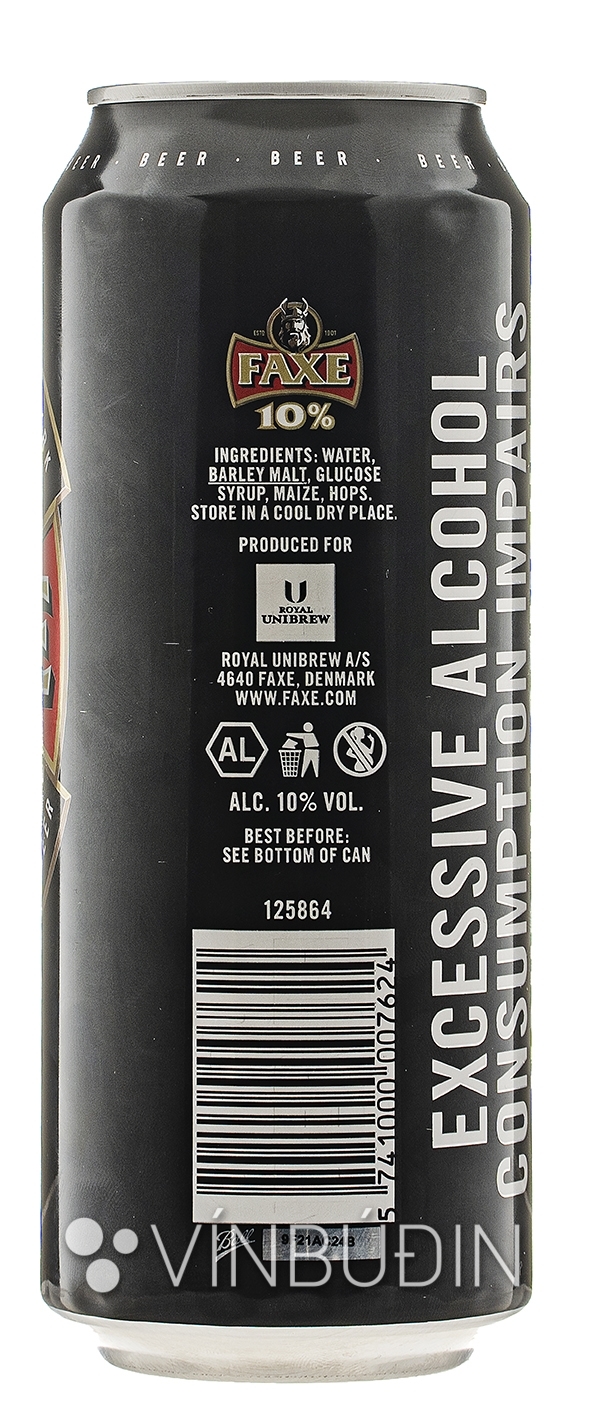 BEER · BEER · BEER
ESTD 1901
FAXE
10%
INGREDIENTS: WATER,
BARLEY MALT, GLUCOSE
SYRUP, MAIZE, HOPS.
STORE IN A COOL DRY PLACE.
PRODUCED FOR
U
ROYAL
UNIBREW
ROYAL UNIBREW A/S
4640 FAXE, DENMARK
WWW.FAXE.COM
AL
ALC. 10% VOL.
BEST BEFORE:
SEE BOTTOM OF CAN
125864
5 741000 007624
EXCESSIVE ALCOHOL
CONSUMPTION IMPAIRS
Ball
VÍNBÚÐIN